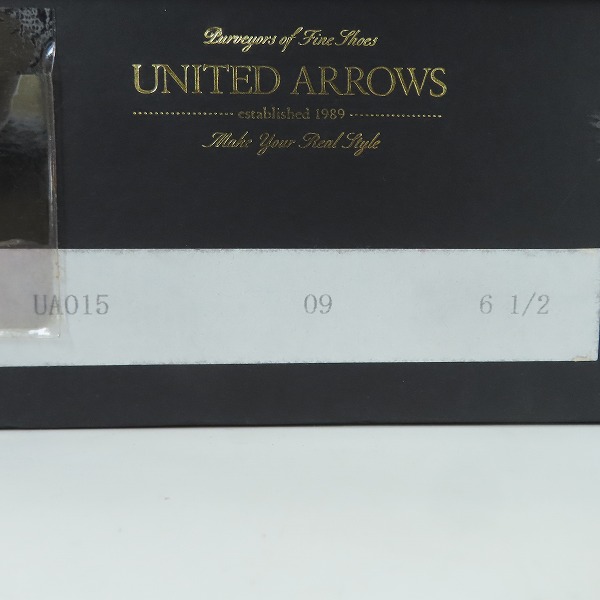 Purveyors of Fine Shoes
UNITED ARROWS
established 1989
Make Your Real Style
UA015 09 6 1/2